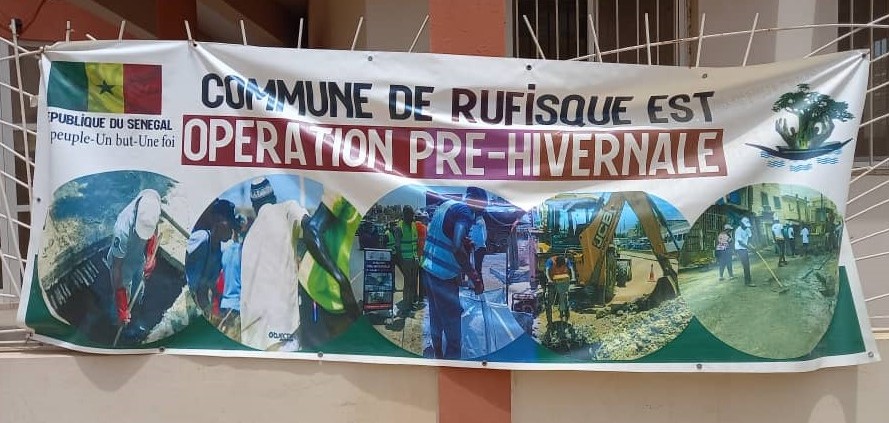 COMMUNE DE RUFISQUE EST
OPERATION PRE-HIVERNALE
EPUBLIQUE DU SENEGAL
peuple-Un but-Une foi
JCB